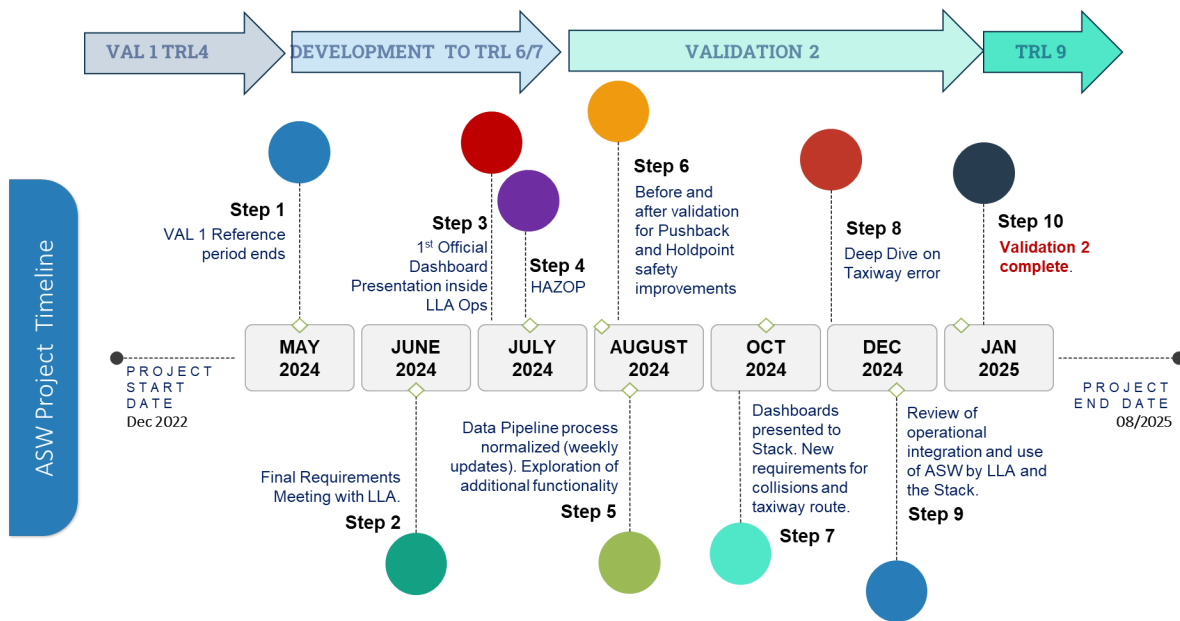 VAL 1 TRL4
DEVELOPMENT TO TRL 6/7
VALIDATION 2
TRL 9
ASW Project Timeline
Step 1
VAL 1 Reference
period ends
Step 3
1st Official
Dashboard
Presentation inside
LLA Ops
Step 4
HAZOP
Step 6
Before and
after validation
for Pushback
and Holdpoint
safety
improvements
Step 8
Deep Dive on
Taxiway error
Step 10
Validation 2
complete.
MAY
2024
JUNE
2024
JULY
2024
AUGUST
2024
OCT
2024
DEC
2024
JAN
2025
PROJECT
START
DATE
Dec 2022
PROJECT
END DATE
08/2025
Final Requirements
Meeting with LLA.
Step 2
Data Pipeline process
normalized (weekly
updates). Exploration of
additional functionality
Step 5
Dashboards
presented to
Stack. New
requirements for
collisions and
taxiway route.
Step 7
Review of
operational
integration and use
of ASW by LLA and
the Stack.
Step 9